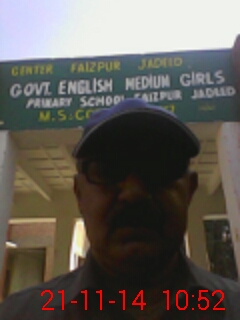 CENTER FAIZPUR JADEED
GOVT. ENGLISH MEDIUM GIRLS
PRIMARY SCHOOL FAIZPUR JADEED
M.S.
21-11-14 10:52